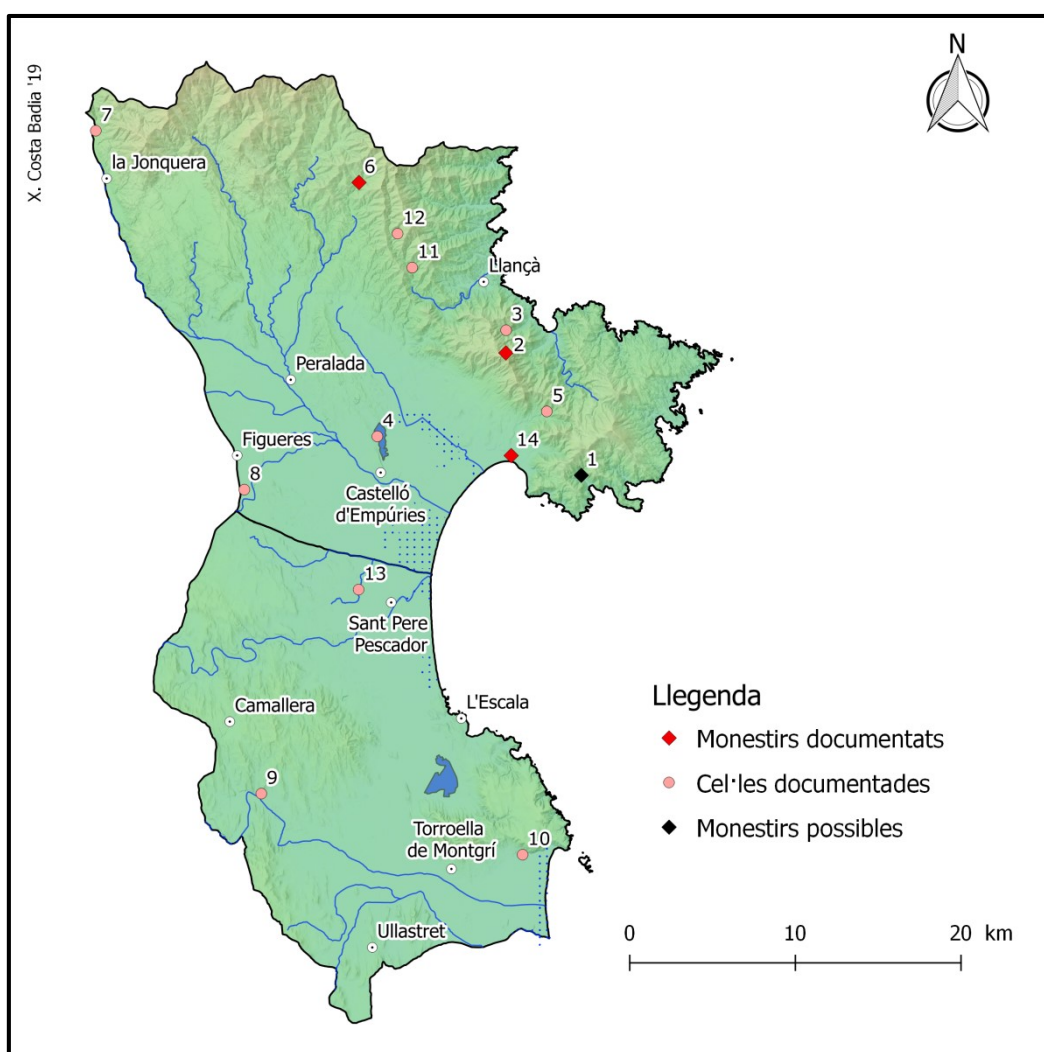 X. Costa Badia '19
N
7
la Jonquera
6
12
11
Llançà
3
2
Peralada
5
4
14
Figueres
1
8
Castelló
d'Empúries
13
Sant Pere
Pescador
L'Escala
Camallera
9
Torroella
de Montgrí
10
Ullastret
Llegenda
Monestirs documentats
Cel·les documentades
Monestirs possibles
0 10 20 km